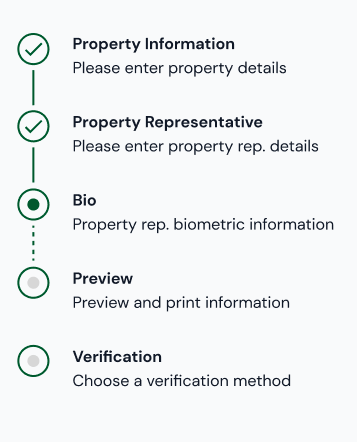 Property Information
Please enter property details
Property Representative
Please enter property rep. details
Bio
Property rep. biometric information
Preview
Preview and print information
Verification
Choose a verification method